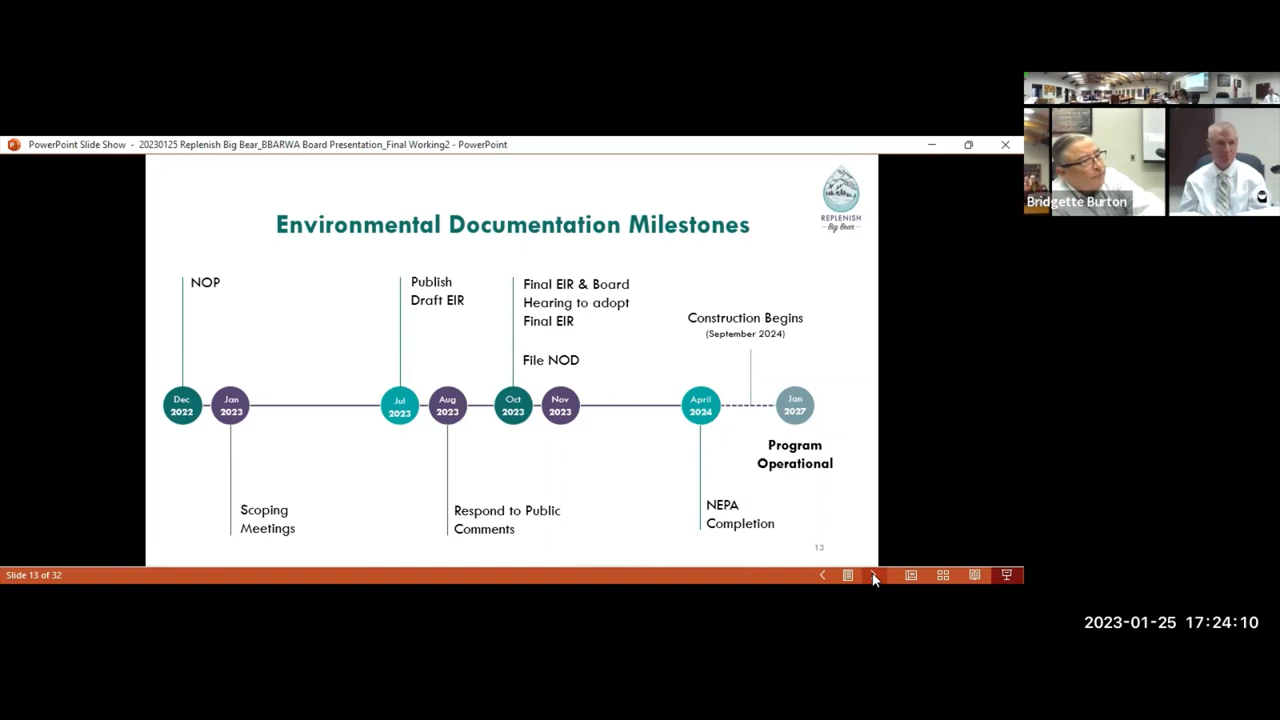 PowerPoint Slide Show - 20230125 Replenish Big Bear_BBARWA Board Presentation_Final Working2 - PowerPoint
REPLENISH
Big Bear
Environmental Documentation Milestones
NOP
Publish
Draft EIR
Final EIR & Board
Hearing to adopt
Final EIR
File NOD
Construction Begins
(September 2024)
Dec
2022
Jan
2023
Jul
2023
Aug
2023
Oct
2023
Nov
2023
April
2024
Jan
2027
Program
Operational
Scoping
Meetings
Respond to Public
Comments
NEPA
Completion
13
Slide 13 of 32
Bridgette Burton
2023-01-25 17:24:10